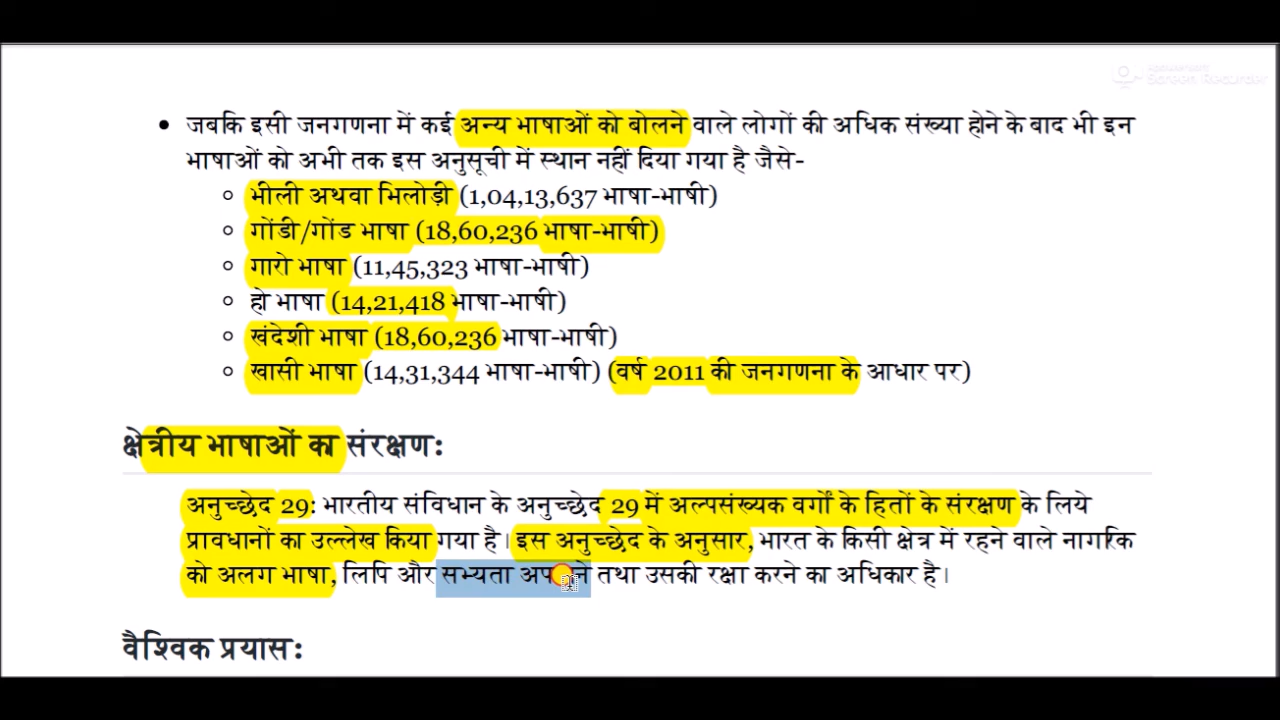 Screen Recorder
जबकि इसी जनगणना में कई अन्य भाषाओं को बोलने वाले लोगों की अधिक संख्या होने के बाद भी इन
भाषाओं को अभी तक इस अनुसूची में स्थान नहीं दिया गया है जैसे-
भीली अथवा भिलोड़ी (1,04,13,637 भाषा-भाषी)
गोंडी/गोंड भाषा (18,60,236 भाषा-भाषी)
गारो भाषा (11,45,323 भाषा-भाषी)
हो भाषा (14,21,418 भाषा-भाषी)
खंदेशी भाषा (18,60,236 भाषा-भाषी)
खासी भाषा (14,31,344 भाषा-भाषी) (वर्ष 2011 की जनगणना के आधार पर)
क्षेत्रीय भाषाओं का संरक्षण:
अनुच्छेद 29: भारतीय संविधान के अनुच्छेद 29 में अल्पसंख्यक वर्गों के हितों के संरक्षण के लिये
प्रावधानों का उल्लेख किया गया है। इस अनुच्छेद के अनुसार, भारत के किसी क्षेत्र में रहने वाले नागरिक
को अलग भाषा, लिपि और सभ्यता अपनाने तथा उसकी रक्षा करने का अधिकार है।
वैश्विक प्रयास: